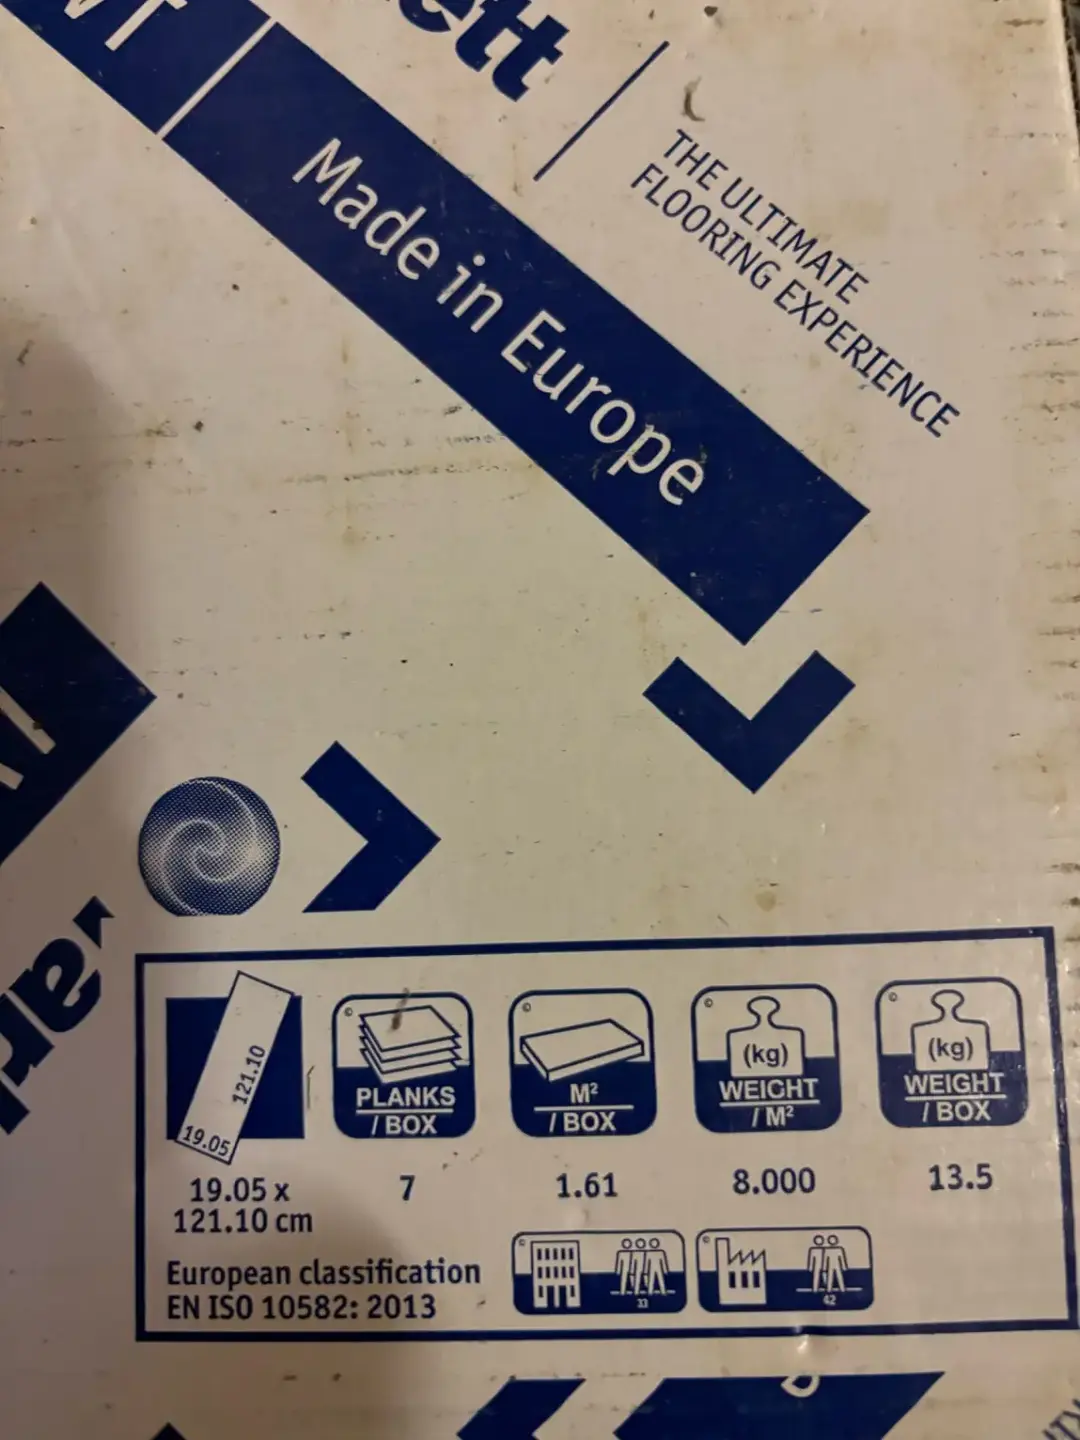 ett
THE ULTIMATE
FLOORING EXPERIENCE
Made in Europe
121.10
19.05
PLANKS
/ BOX
M²
/ BOX
(kg)
WEIGHT
/ M²
(kg)
WEIGHT
/ BOX
19.05 x
121.10 cm
7
1.61
8.000
13.5
European classification
EN ISO 10582: 2013
33
42